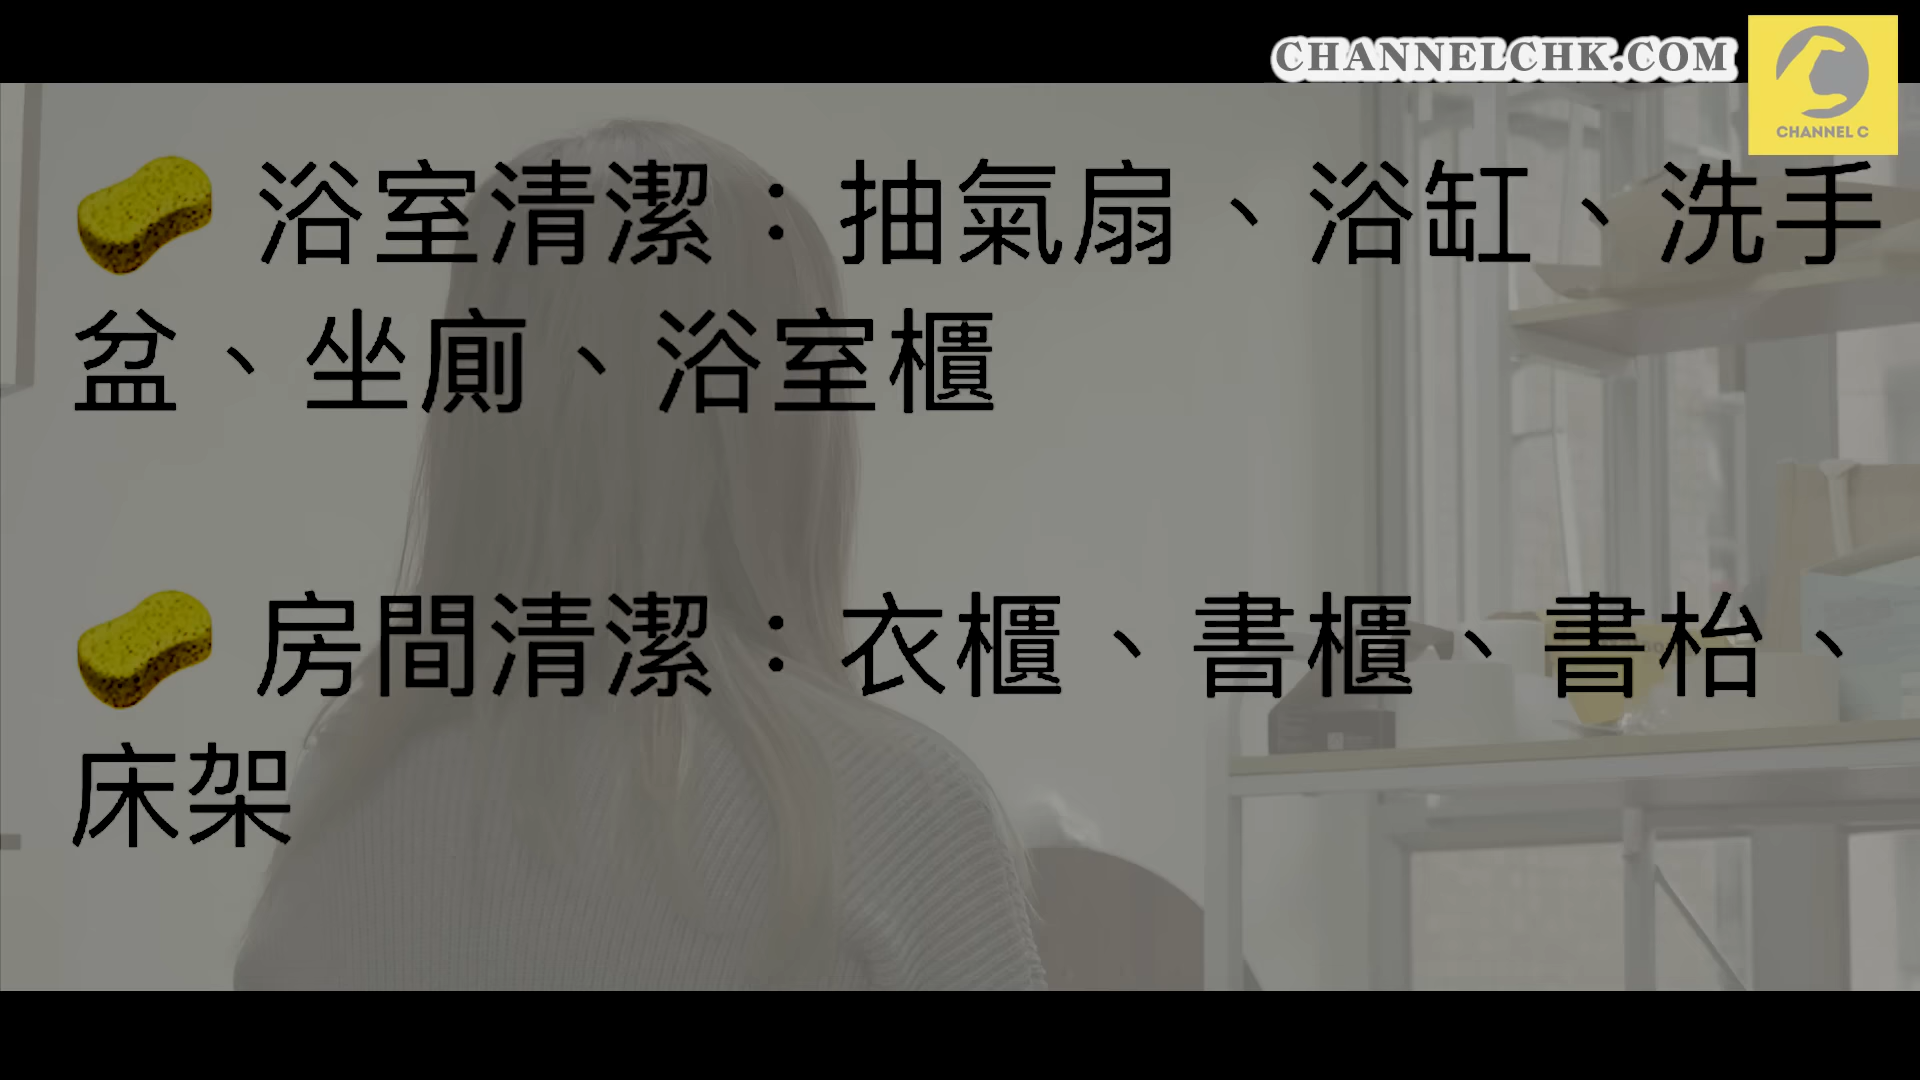 CHANNELCHK.COM
CHANNEL C
浴室清潔：抽氣扇、浴缸、洗手
盆、坐廁、浴室櫃
房間清潔：衣櫃、書櫃、書枱、
床架